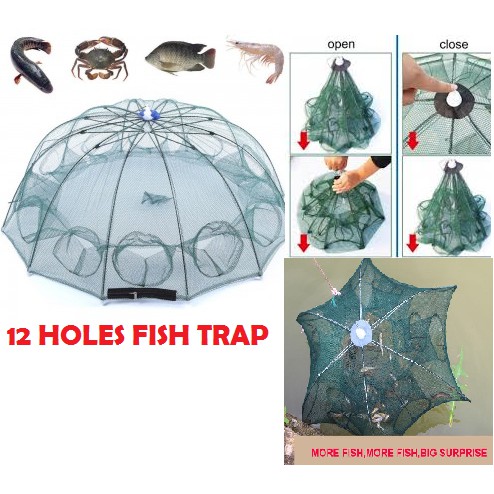 open
close
12 HOLES FISH TRAP
MORE FISH,MORE FISH,BIG SURPRISE